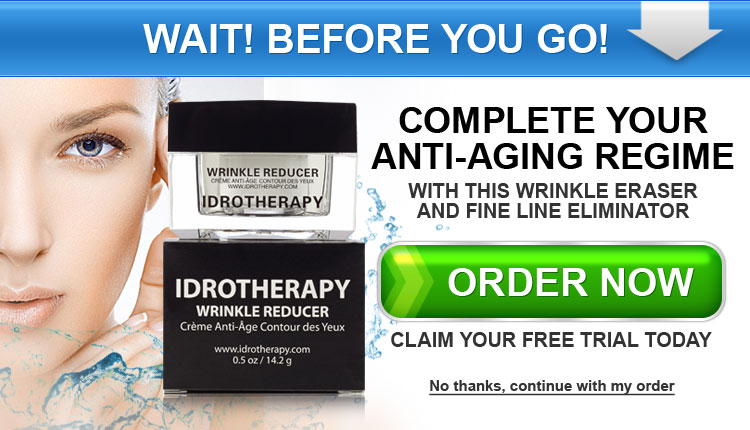 WAIT! BEFORE YOU GO!
WRINKLE REDUCER
CRÈME ANTI-ÂGE CONTOUR DES YEUX
WWW.IDROTHERAPY.COM
IDROTHERAPY
IDROTHERAPY
WRINKLE REDUCER
Crème Anti-Âge Contour des Yeux
www.idrotherapy.com
0.5 oz / 14.2 g
COMPLETE YOUR
ANTI-AGING REGIME
WITH THIS WRINKLE ERASER
AND FINE LINE ELIMINATOR
ORDER NOW
CLAIM YOUR FREE TRIAL TODAY
No thanks, continue with my order